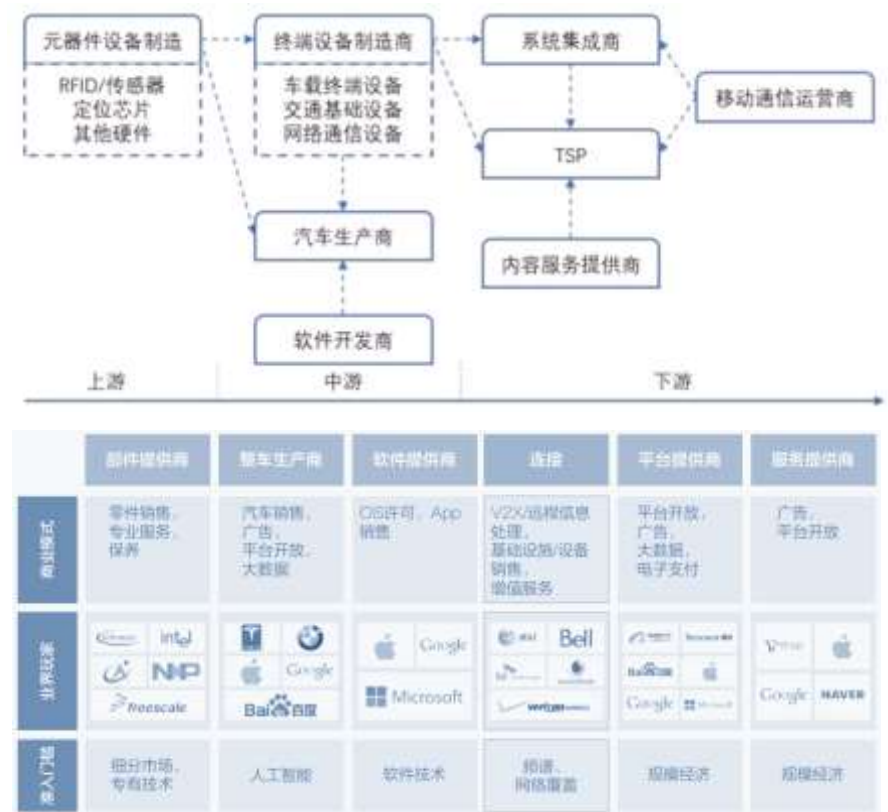 元器件设备制造
终端设备制造商
系统集成商
RFID/传感器
定位芯片
其他硬件
车载终端设备
交通基础设备
网络通信设备
移动通信运营商
TSP
汽车生产商
内容服务提供商
软件开发商
上游
中游
下游
部件提供商
整车生产商
软件提供商
连接
平台提供商
服务提供商
商业模式
零件销售、
专业服务、
保养
汽车销售、
广告、
平台开放、
大数据
OS许可、App
销售
V2X/远程信息
处理、
基础设施/设备
销售、
增值服务
平台开放、
广告、
大数据、
电子支付
广告、
平台开放
业界玩家
intel
NXP
freescale
Google
Bai百度
Google
Microsoft
at&t
Bell
verizon
Google
Microsoft
Google
NAVER
准入门槛
细分市场、
专有技术
人工智能
软件技术
频谱、
网络覆盖
规模经济
规模经济